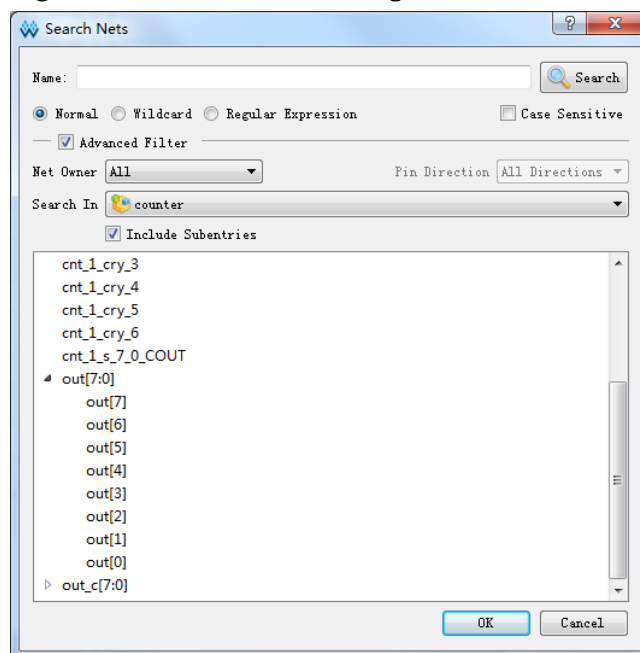 Search Nets
Name:
Search
Normal Wildcard Regular Expression Case Sensitive
Advanced Filter
Net Owner All Pin Direction All Directions
Search In counter
Include Subentries
cnt_1_cry_3
cnt_1_cry_4
cnt_1_cry_5
cnt_1_cry_6
cnt_1_s_7_0_COUT
out[7:0]
out[7]
out[6]
out[5]
out[4]
out[3]
out[2]
out[1]
out[0]
out_c[7:0]
OK Cancel